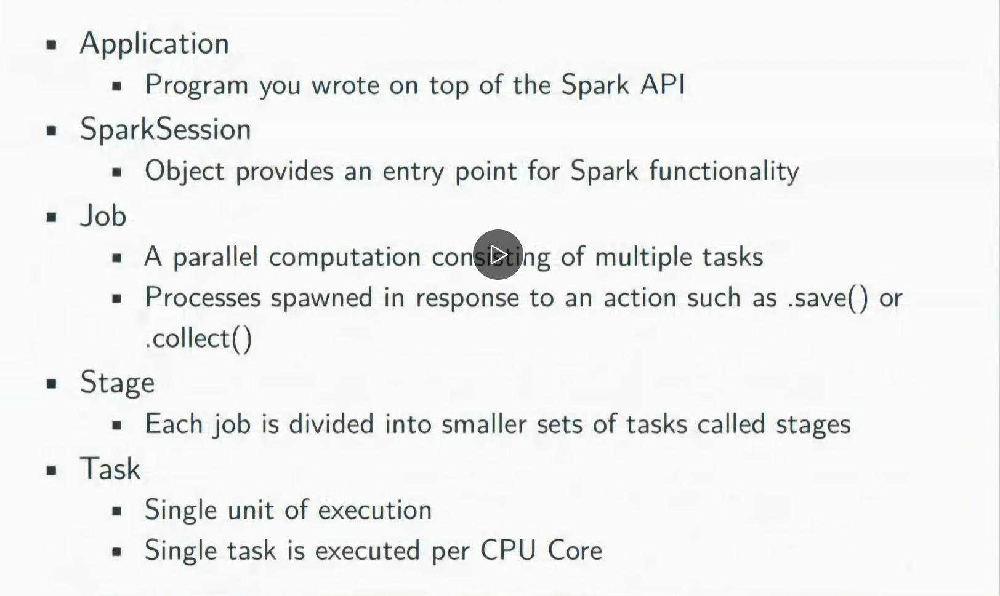 Application
Program you wrote on top of the Spark API
SparkSession
Object provides an entry point for Spark functionality
Job
A parallel computation consisting of multiple tasks
Processes spawned in response to an action such as .save() or
.collect()
Stage
Each job is divided into smaller sets of tasks called stages
Task
Single unit of execution
Single task is executed per CPU Core